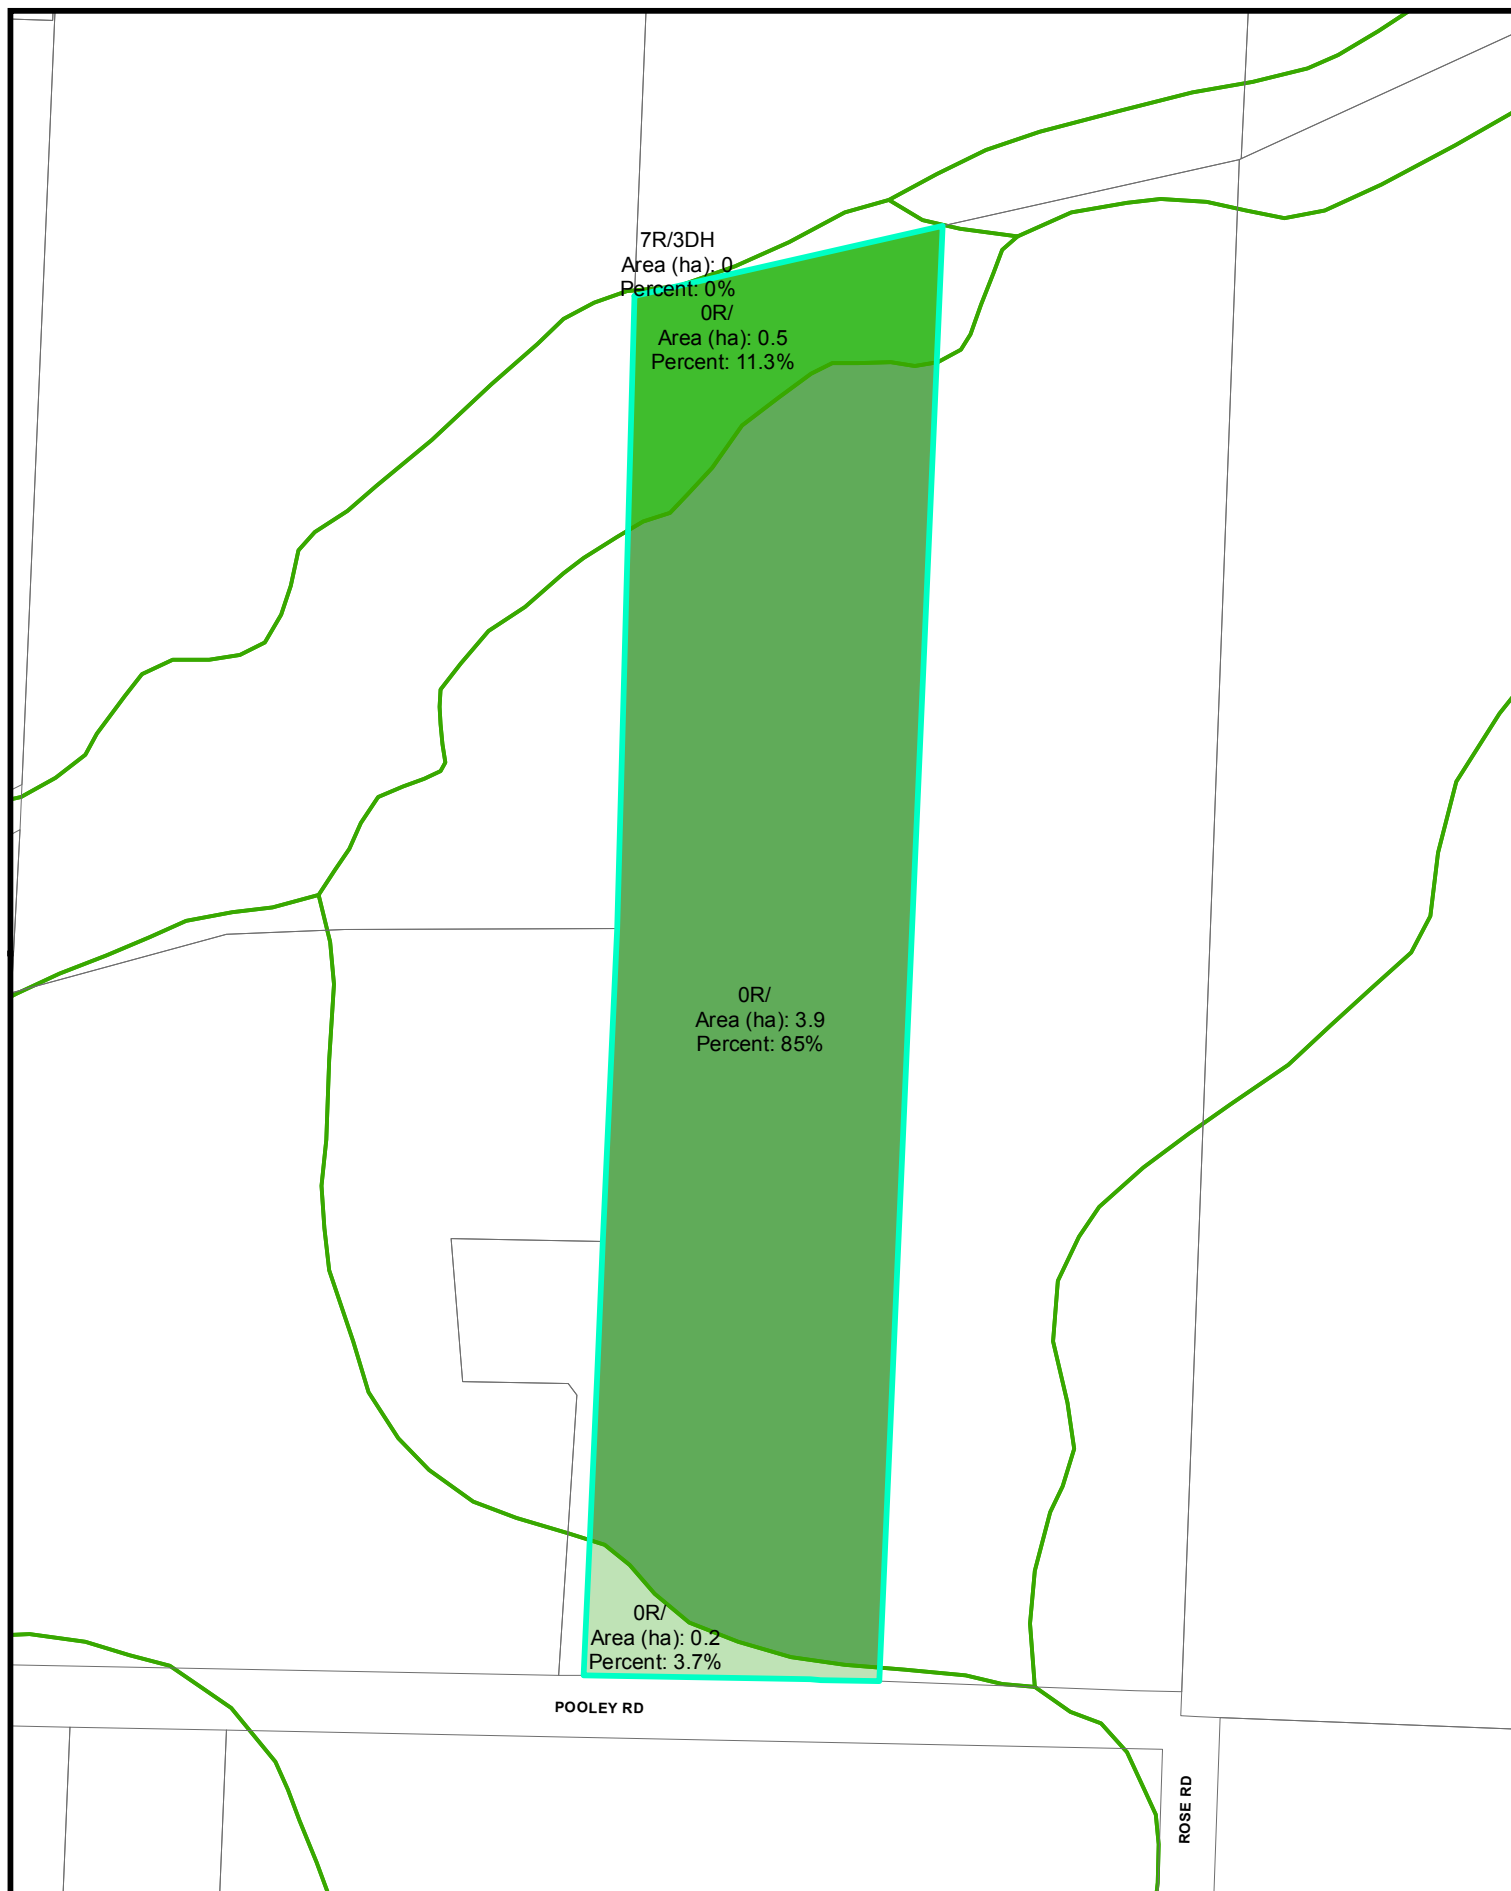 7R/3DH
Area (ha): 0
Percent: 0%
0R/
Area (ha): 0.5
Percent: 11.3%
0R/
Area (ha): 3.9
Percent: 85%
0R/
Area (ha): 0.2
Percent: 3.7%
POOLEY RD
ROSE RD